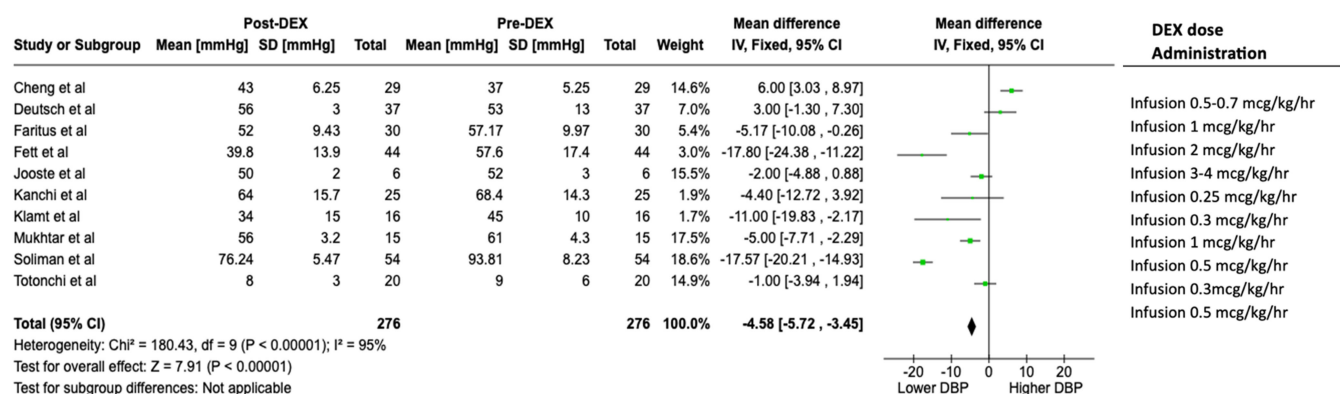 Post-DEX Pre-DEX Mean difference Mean difference DEX dose
Study or Subgroup Mean [mmHg] SD [mmHg] Total Mean [mmHg] SD [mmHg] Total Weight IV, Fixed, 95% CI IV, Fixed, 95% CI Administration
Cheng et al 43 6.25 29 37 5.25 29 14.6% 6.00 [3.03 , 8.97] Infusion 0.5-0.7 mcg/kg/hr
Deutsch et al 56 3 37 53 13 37 7.0% 3.00 [-1.30 , 7.30] Infusion 1 mcg/kg/hr
Faritus et al 52 9.43 30 57.17 9.97 30 5.4% -5.17 [-10.08 , -0.26] Infusion 2 mcg/kg/hr
Fett et al 39.8 13.9 44 57.6 17.4 44 3.0% -17.80 [-24.38 , -11.22] Infusion 3-4 mcg/kg/hr
Jooste et al 50 2 6 52 3 6 15.5% -2.00 [-4.88 , 0.88] Infusion 0.25 mcg/kg/hr
Kanchi et al 64 15.7 25 68.4 14.3 25 1.9% -4.40 [-12.72 , 3.92] Infusion 0.3 mcg/kg/hr
Klamt et al 34 15 16 45 10 16 1.7% -11.00 [-19.83 , -2.17] Infusion 1 mcg/kg/hr
Mukhtar et al 56 3.2 15 61 4.3 15 17.5% -5.00 [-7.71 , -2.29] Infusion 0.5 mcg/kg/hr
Soliman et al 76.24 5.47 54 93.81 8.23 54 18.6% -17.57 [-20.21 , -14.93] Infusion 0.3mcg/kg/hr
Totonchi et al 8 3 20 9 6 20 14.9% -1.00 [-3.94 , 1.94] Infusion 0.5 mcg/kg/hr
Total (95% CI) 276 276 100.0% -4.58 [-5.72 , -3.45]
Heterogeneity: Chi² = 180.43, df = 9 (P < 0.00001); I² = 95%
Test for overall effect: Z = 7.91 (P < 0.00001)
Test for subgroup differences: Not applicable
-20 -10 0 10 20
Lower DBP Higher DBP